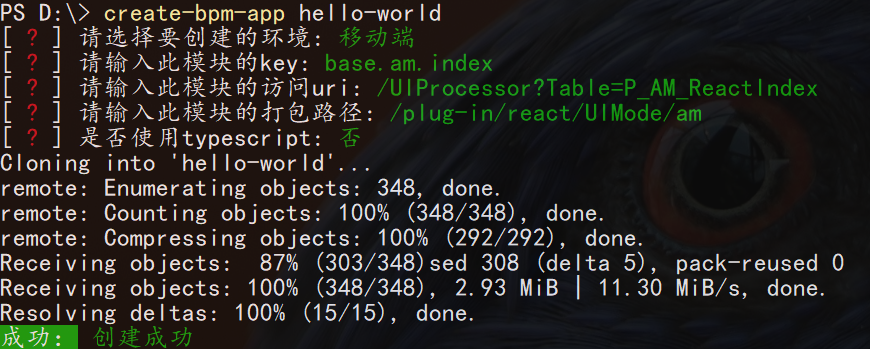 PS D:\> create-bpm-app hello-world
[ ? ] 请选择要创建的环境: 移动端
[ ? ] 请输入此模块的key: base.am.index
[ ? ] 请输入此模块的访问uri: /UIProcessor?Table=P_AM_ReactIndex
[ ? ] 请输入此模块的打包路径: /plug-in/react/UIMode/am
[ ? ] 是否使用typescript: 否
Cloning into 'hello-world'...
remote: Enumerating objects: 348, done.
remote: Counting objects: 100% (348/348), done.
remote: Compressing objects: 100% (292/292), done.
Receiving objects:  87% (303/348)sed 308 (delta 5), pack-reused 0
Receiving objects: 100% (348/348), 2.93 MiB | 11.30 MiB/s, done.
Resolving deltas: 100% (15/15), done.
成功: 创建成功